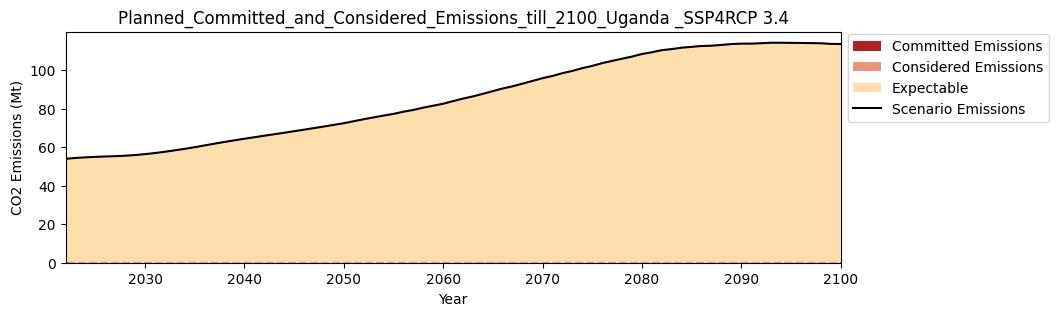 Planned_Committed_and_Considered_Emissions_till_2100_Uganda _SSP4RCP 3.4
Committed Emissions
Considered Emissions
Expectable
Scenario Emissions
CO2 Emissions (Mt)
100
80
60
40
20
0
2030 2040 2050 2060 2070 2080 2090 2100
Year